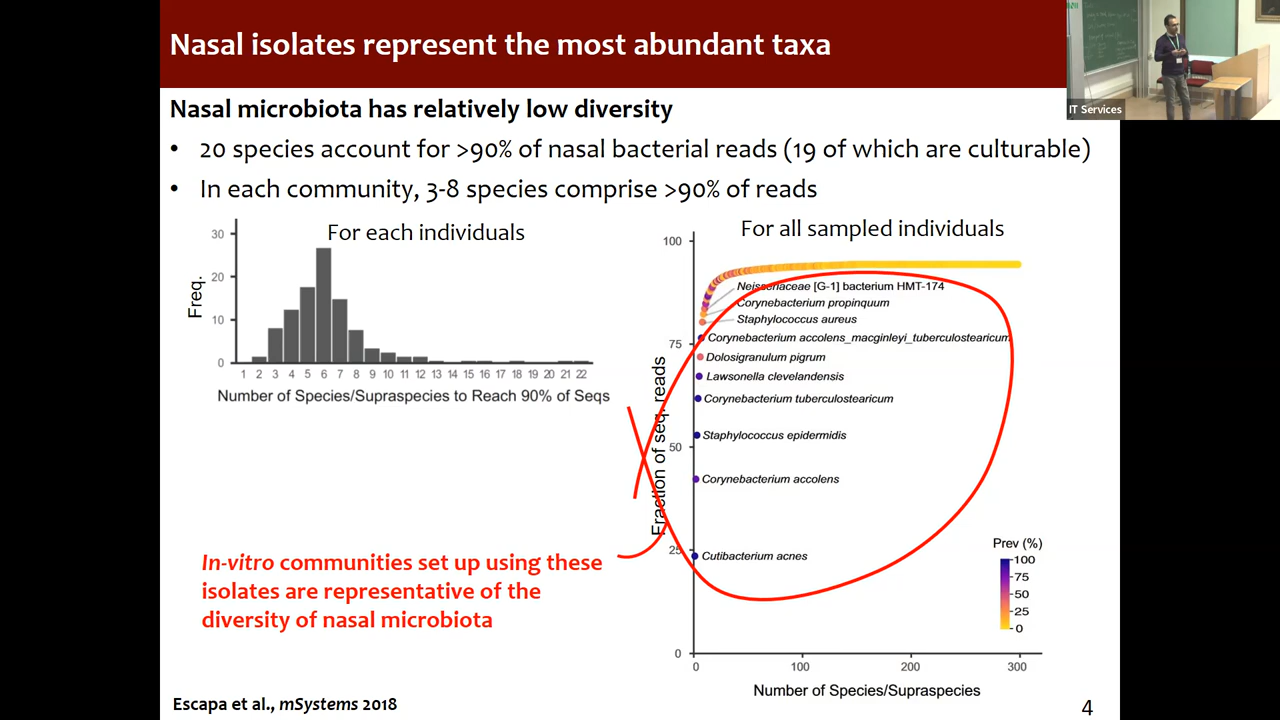 Nasal isolates represent the most abundant taxa
IT Services
Nasal microbiota has relatively low diversity
• 20 species account for >90% of nasal bacterial reads (19 of which are culturable)
• In each community, 3-8 species comprise >90% of reads
For each individuals
Freq.
30
20
10
0
1 2 3 4 5 6 7 8 9 10 11 12 13 14 15 16 17 18 19 20 21 22
Number of Species/Supraspecies to Reach 90% of Seqs
For all sampled individuals
Fraction of seq. reads
100
75
50
25
0
Neisseriaceae [G-1] bacterium HMT-174
Corynebacterium propinquum
Staphylococcus aureus
Corynebacterium accolens_macginleyi_tuberculostearicum
Dolosigranulum pigrum
Lawsonella clevelandensis
Corynebacterium tuberculostearicum
Staphylococcus epidermidis
Corynebacterium accolens
Cutibacterium acnes
Prev (%)
100
75
50
25
0
0 100 200 300
Number of Species/Supraspecies
In-vitro communities set up using these
isolates are representative of the
diversity of nasal microbiota
Escapa et al., mSystems 2018
4